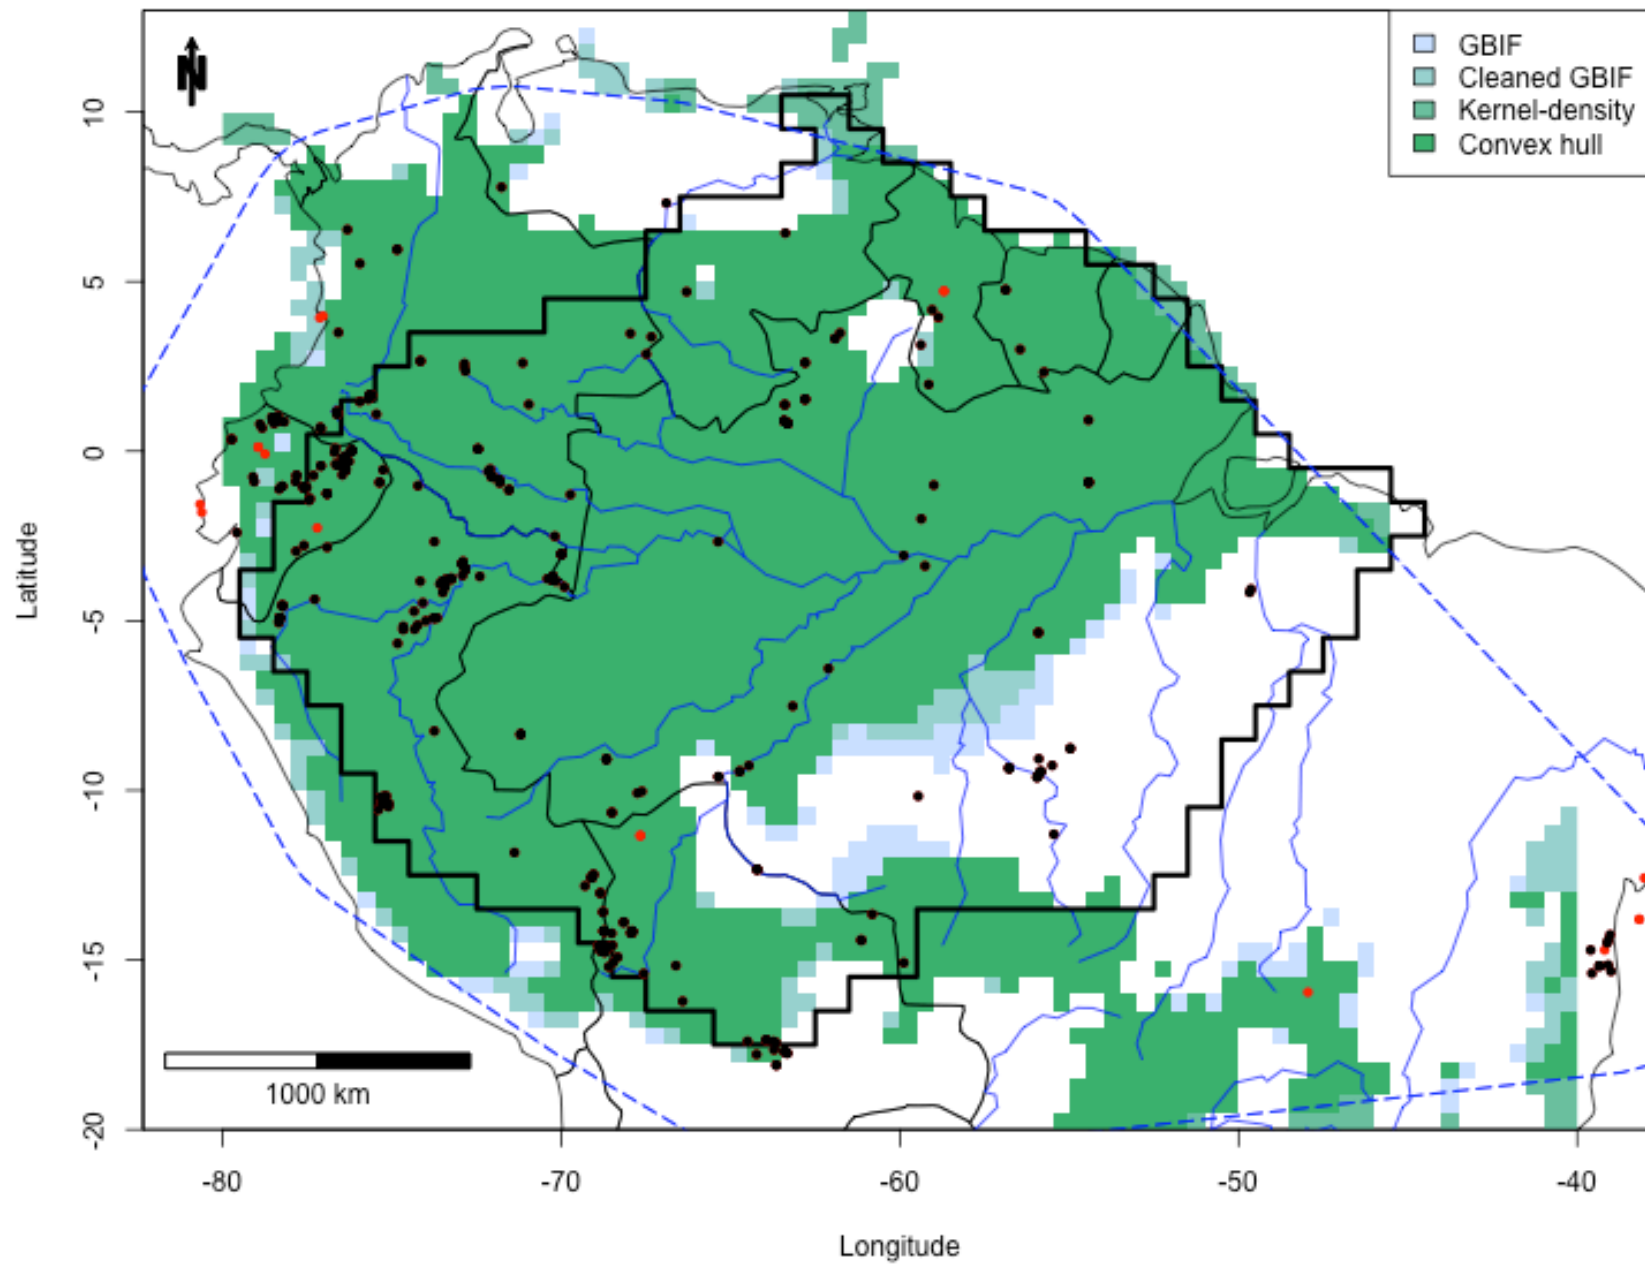 N
GBIF
Cleaned GBIF
Kernel-density
Convex hull
10
5
0
-5
-10
-15
-20
Latitude
1000 km
-80 -70 -60 -50 -40
Longitude